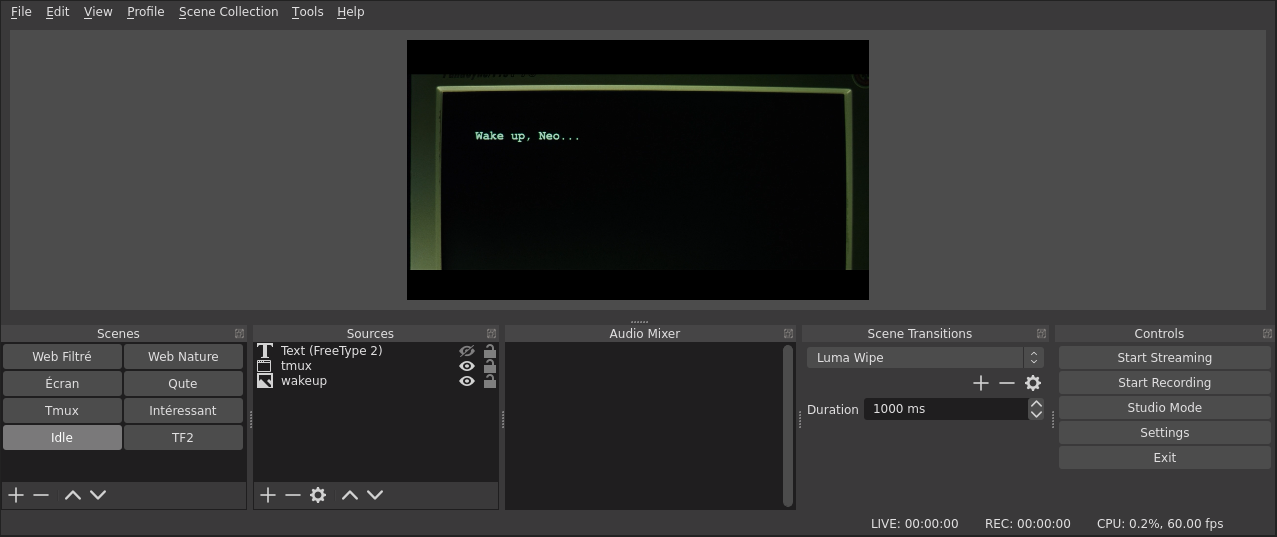 File Edit View Profile Scene Collection Tools Help
Wake up, Neo...
Scenes
Web Filtré Web Nature
Écran Qute
Tmux Intéressant
Idle TF2
Sources
Text (FreeType 2)
tmux
wakeup
Audio Mixer
Scene Transitions
Luma Wipe
Duration 1000 ms
Controls
Start Streaming
Start Recording
Studio Mode
Settings
Exit
LIVE: 00:00:00 REC: 00:00:00 CPU: 0.2%, 60.00 fps